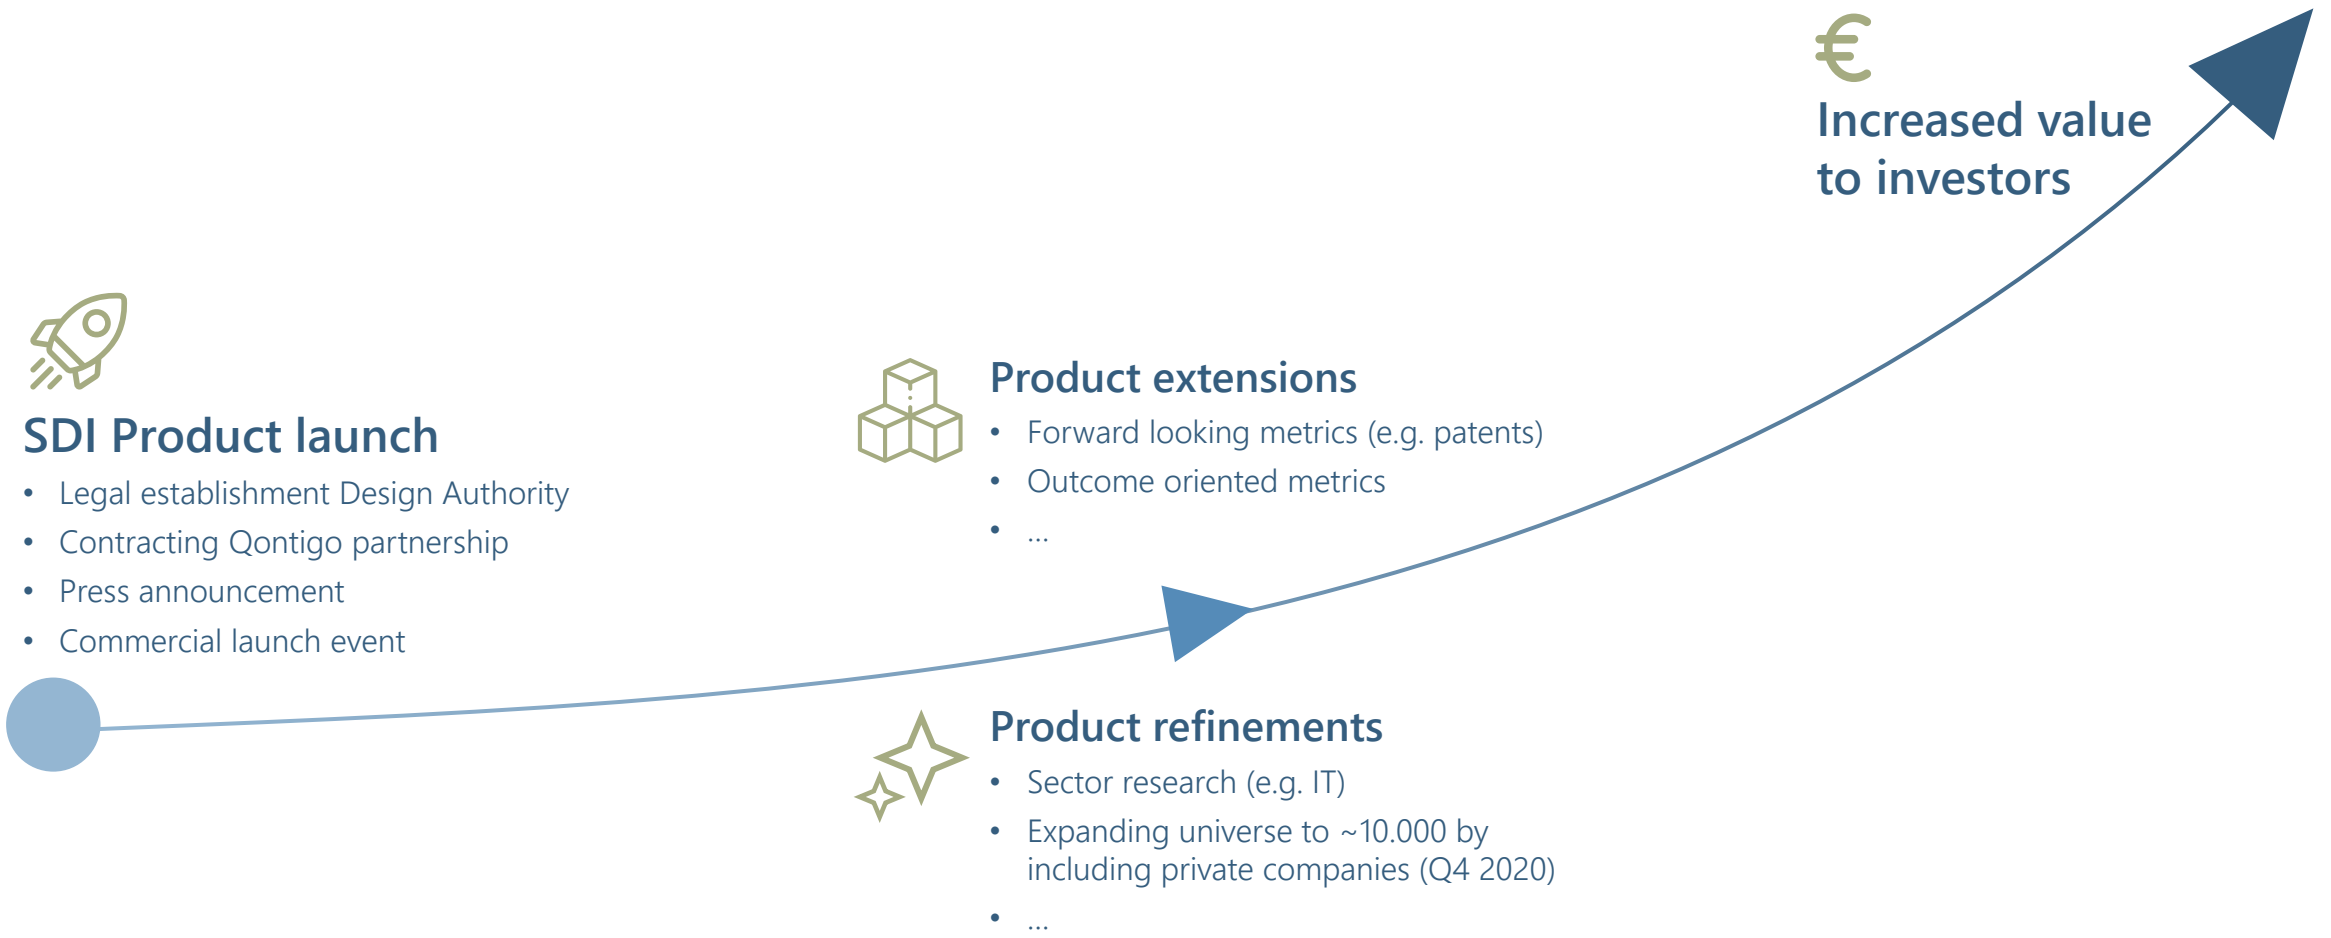 SDI Product launch
• Legal establishment Design Authority
• Contracting Qontigo partnership
• Press announcement
• Commercial launch event
Product extensions
• Forward looking metrics (e.g. patents)
• Outcome oriented metrics
• ...
Product refinements
• Sector research (e.g. IT)
• Expanding universe to ~10.000 by
including private companies (Q4 2020)
• ...
€
Increased value
to investors